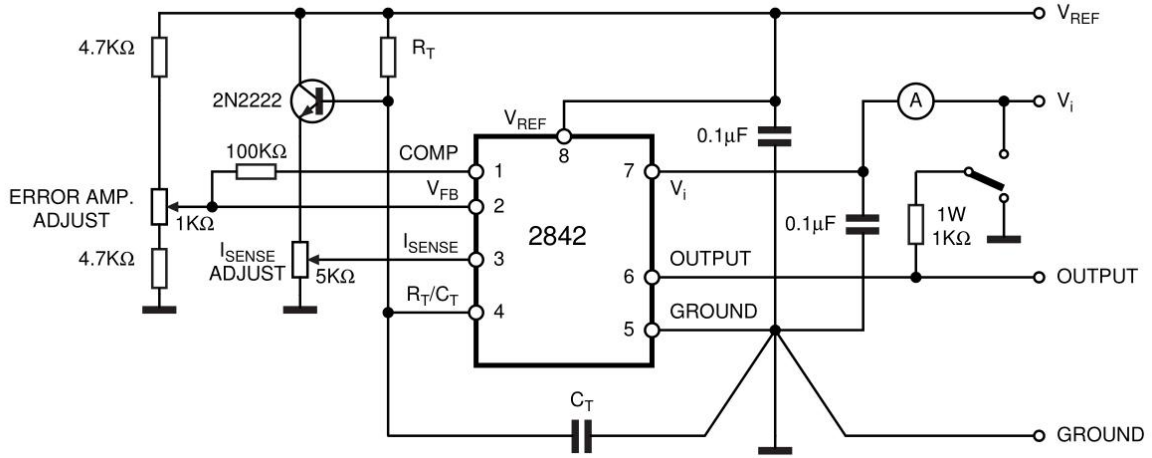 V_REF
4.7KΩ
R_T
2N2222
A
V_i
V_REF
8
0.1µF
100KΩ
COMP
1
7
V_i
V_FB
ERROR AMP.
ADJUST
1KΩ
2
2842
0.1µF
1W
1KΩ
I_SENSE
ADJUST
5KΩ
I_SENSE
3
4.7KΩ
OUTPUT
6
OUTPUT
R_T/C_T
4
GROUND
5
C_T
GROUND